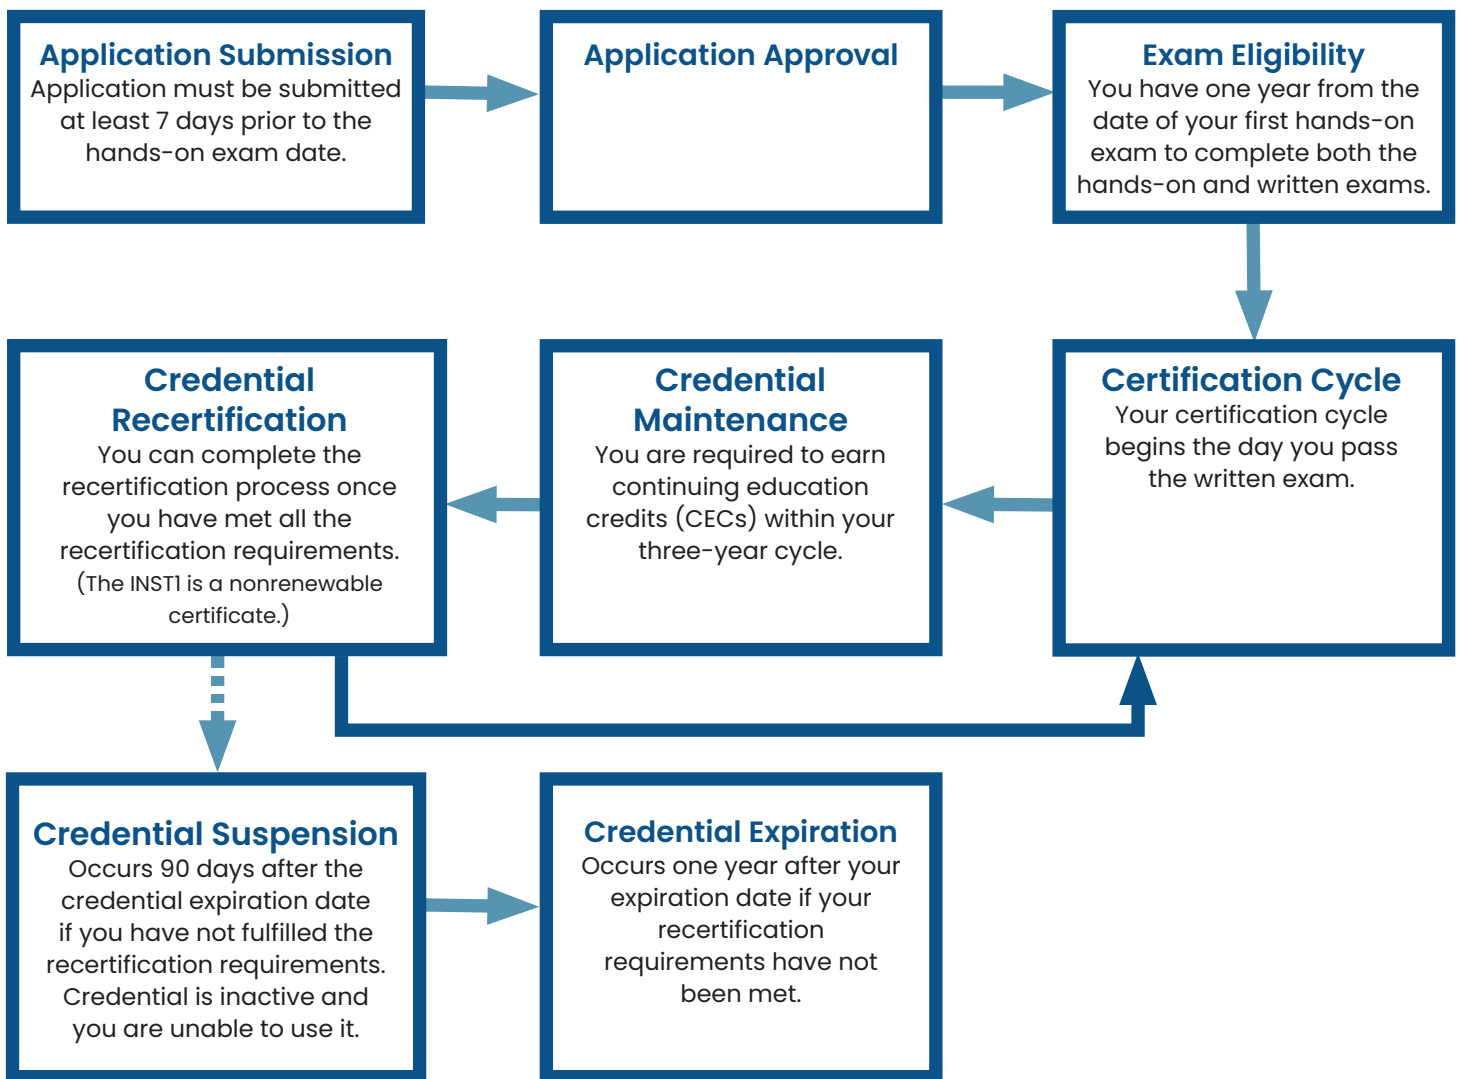 Application Submission
Application must be submitted
at least 7 days prior to the
hands-on exam date.
Application Approval
Exam Eligibility
You have one year from the
date of your first hands-on
exam to complete both the
hands-on and written exams.
Credential
Recertification
You can complete the
recertification process once
you have met all the
recertification requirements.
(The INST1 is a nonrenewable
certificate.)
Credential
Maintenance
You are required to earn
continuing education
credits (CECs) within your
three-year cycle.
Certification Cycle
Your certification cycle
begins the day you pass
the written exam.
Credential Suspension
Occurs 90 days after the
credential expiration date
if you have not fulfilled the
recertification requirements.
Credential is inactive and
you are unable to use it.
Credential Expiration
Occurs one year after your
expiration date if your
recertification
requirements have not
been met.